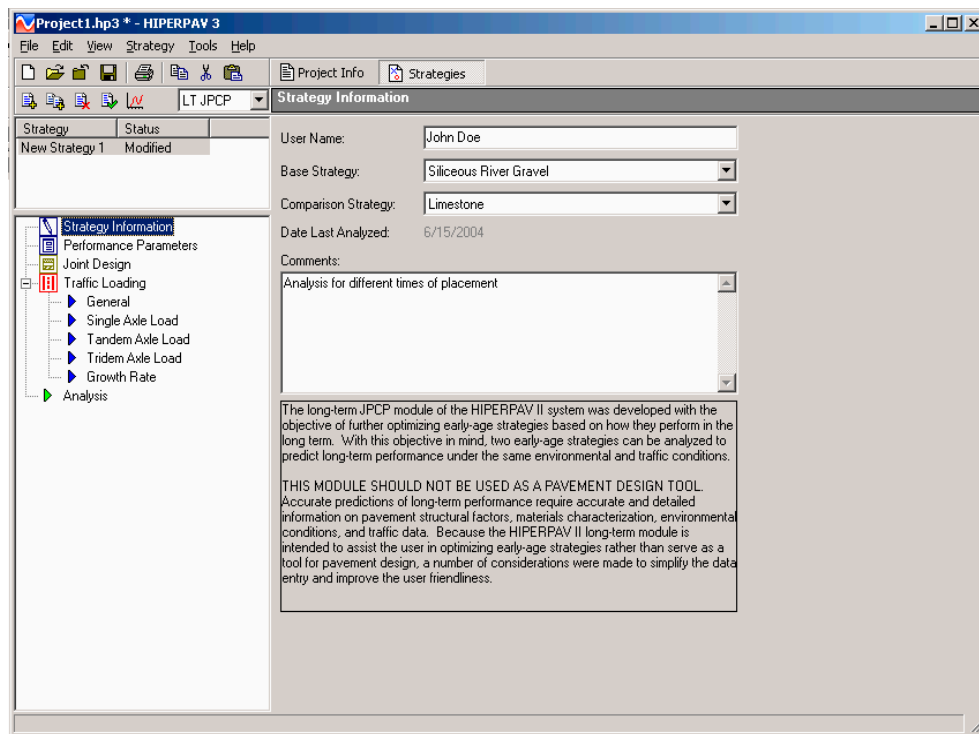 Project1.hp3 * - HIPERPAV 3
File Edit View Strategy Tools Help
Project Info Strategies
LT JPCP
Strategy Information
Strategy Status
New Strategy 1 Modified
Strategy Information
Performance Parameters
Joint Design
Traffic Loading
General
Single Axle Load
Tandem Axle Load
Tridem Axle Load
Growth Rate
Analysis
User Name: John Doe
Base Strategy: Siliceous River Gravel
Comparison Strategy: Limestone
Date Last Analyzed: 6/15/2004
Comments:
Analysis for different times of placement
The long-term JPCP module of the HIPERPAV II system was developed with the
objective of further optimizing early-age strategies based on how they perform in the
long term. With this objective in mind, two early-age strategies can be analyzed to
predict long-term performance under the same environmental and traffic conditions.
THIS MODULE SHOULD NOT BE USED AS A PAVEMENT DESIGN TOOL.
Accurate predictions of long-term performance require accurate and detailed
information on pavement structural factors, materials characterization, environmental
conditions, and traffic data. Because the HIPERPAV II long-term module is
intended to assist the user in optimizing early-age strategies rather than serve as a
tool for pavement design, a number of considerations were made to simplify the data
entry and improve the user friendliness.